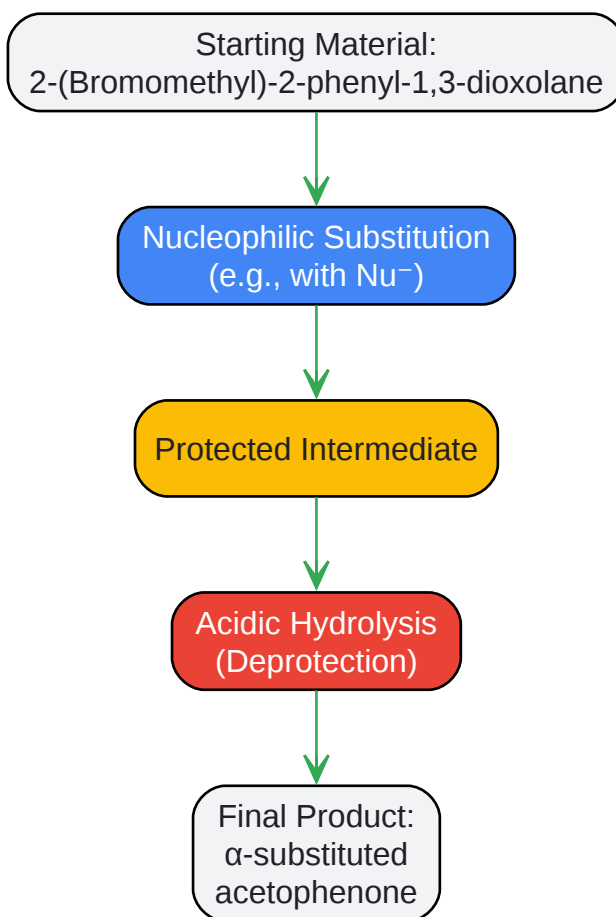 Starting Material:
2-(Bromomethyl)-2-phenyl-1,3-dioxolane
Nucleophilic Substitution
(e.g., with Nu⁻)
Protected Intermediate
Acidic Hydrolysis
(Deprotection)
Final Product:
α-substituted
acetophenone